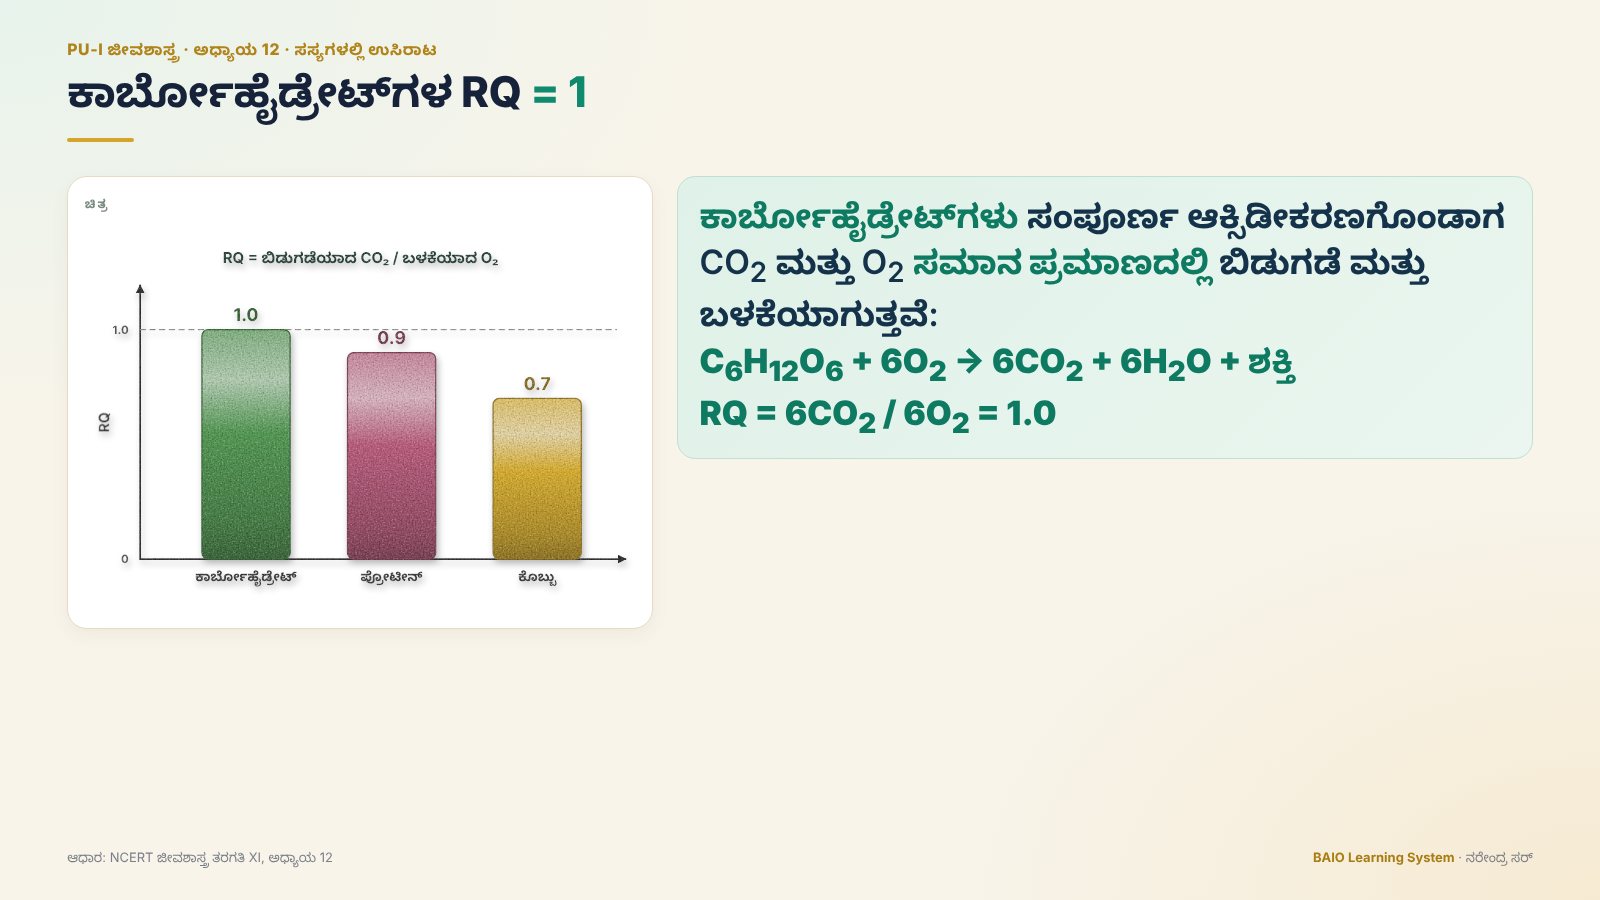 PU-I ಜೀವಶಾಸ್ತ್ರ · ಅಧ್ಯಾಯ 12 · ಸಸ್ಯಗಳಲ್ಲಿ ಉಸಿರಾಟ
ಕಾರ್ಬೋಹೈಡ್ರೇಟ್‌ಗಳ RQ = 1
ಚಿತ್ರ
RQ = ಬಿಡುಗಡೆಯಾದ CO₂ / ಬಳಕೆಯಾದ O₂
1.0
1.0
0.9
0.7
RQ
0
ಕಾರ್ಬೋಹೈಡ್ರೇಟ್
ಪ್ರೋಟೀನ್
ಕೊಬ್ಬು
ಕಾರ್ಬೋಹೈಡ್ರೇಟ್‌ಗಳು ಸಂಪೂರ್ಣ ಆಕ್ಸಿಡೀಕರಣಗೊಂಡಾಗ
CO₂ ಮತ್ತು O₂ ಸಮಾನ ಪ್ರಮಾಣದಲ್ಲಿ ಬಿಡುಗಡೆ ಮತ್ತು
ಬಳಕೆಯಾಗುತ್ತವೆ:
C₆H₁₂O₆ + 6O₂ → 6CO₂ + 6H₂O + ಶಕ್ತಿ
RQ = 6CO₂ / 6O₂ = 1.0
ಆಧಾರ: NCERT ಜೀವಶಾಸ್ತ್ರ ತರಗತಿ XI, ಅಧ್ಯಾಯ 12
BAIO Learning System · ನರೇಂದ್ರ ಸರ್